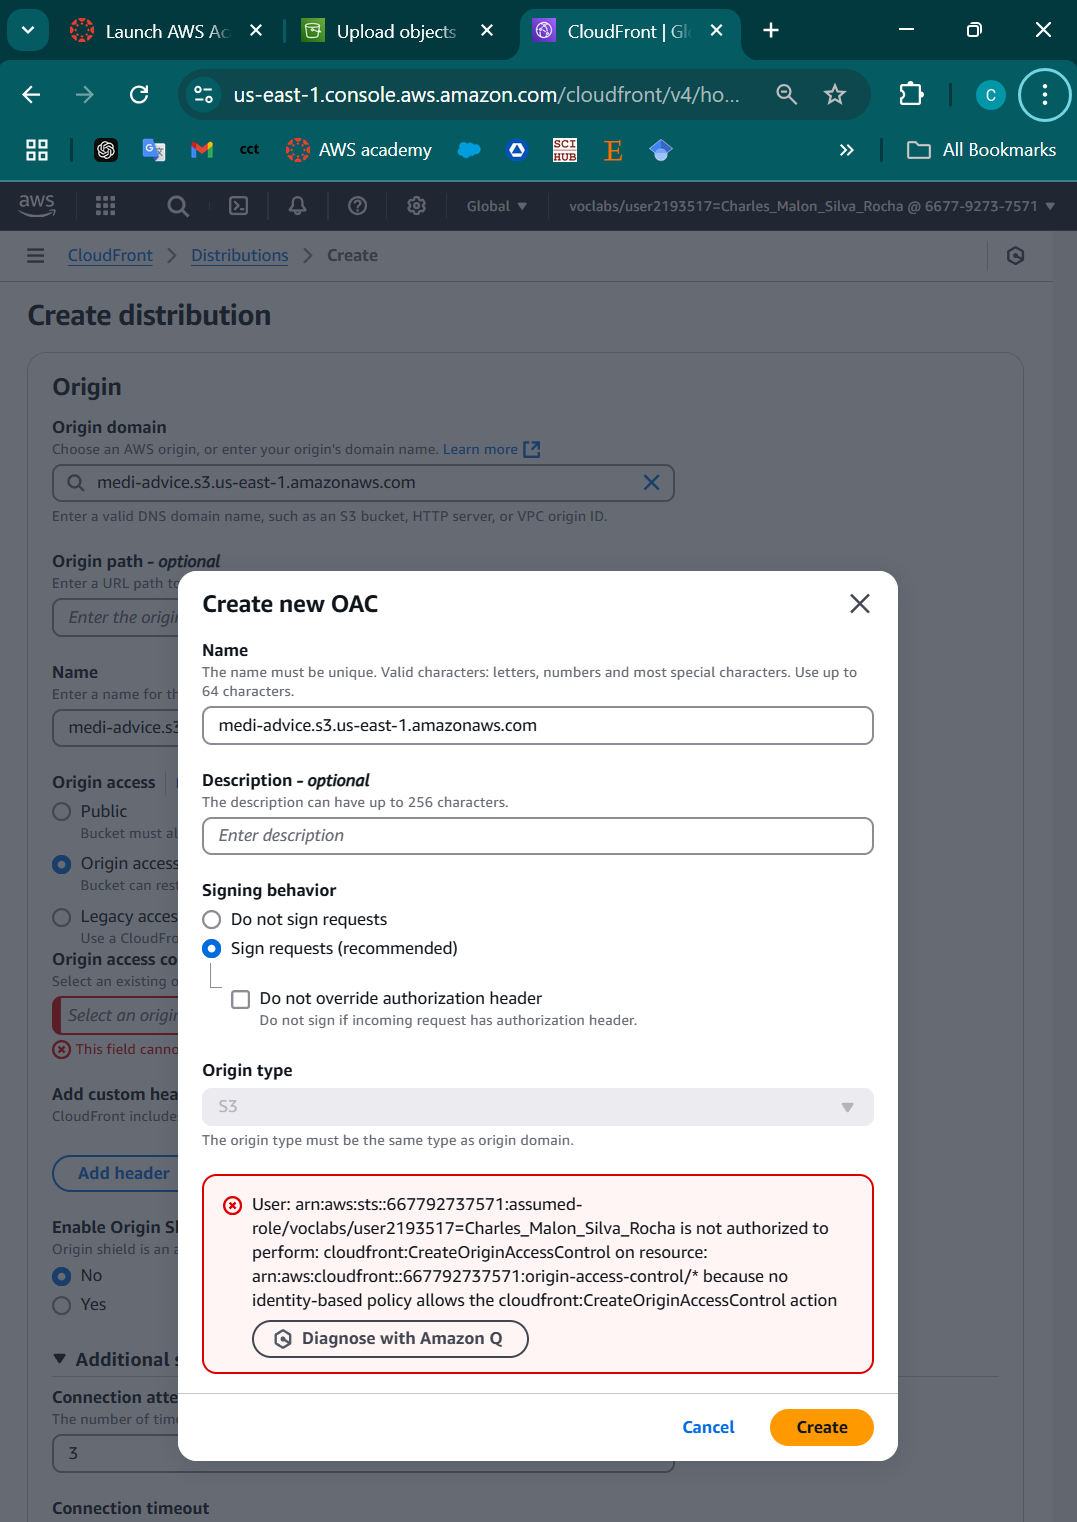 Launch AWS Ac
Upload objects
CloudFront | Gl
us-east-1.console.aws.amazon.com/cloudfront/v4/ho...
C
cct
AWS academy
SCI HUB
E
All Bookmarks
aws
Global
voclabs/user2193517=Charles_Malon_Silva_Rocha @ 6677-9273-7571
CloudFront
Distributions
Create
Create distribution
Origin
Origin domain
Choose an AWS origin, or enter your origin's domain name. Learn more
medi-advice.s3.us-east-1.amazonaws.com
Enter a valid DNS domain name, such as an S3 bucket, HTTP server, or VPC origin ID.
Origin path - optional
Enter a URL path to
Enter the origin
Name
Enter a name for th
medi-advice.s3
Origin access
Public
Bucket must al
Origin access
Bucket can rest
Legacy acces
Use a CloudFro
Origin access co
Select an existing o
Select an origin
This field canno
Add custom hea
CloudFront include
Add header
Enable Origin Sh
Origin shield is an a
No
Yes
Additional s
Connection atte
The number of time
3
Connection timeout
Create new OAC
Name
The name must be unique. Valid characters: letters, numbers and most special characters. Use up to
64 characters.
medi-advice.s3.us-east-1.amazonaws.com
Description - optional
The description can have up to 256 characters.
Enter description
Signing behavior
Do not sign requests
Sign requests (recommended)
Do not override authorization header
Do not sign if incoming request has authorization header.
Origin type
S3
The origin type must be the same type as origin domain.
User: arn:aws:sts::667792737571:assumed-
role/voclabs/user2193517=Charles_Malon_Silva_Rocha is not authorized to
perform: cloudfront:CreateOriginAccessControl on resource:
arn:aws:cloudfront::667792737571:origin-access-control/* because no
identity-based policy allows the cloudfront:CreateOriginAccessControl action
Diagnose with Amazon Q
Cancel
Create